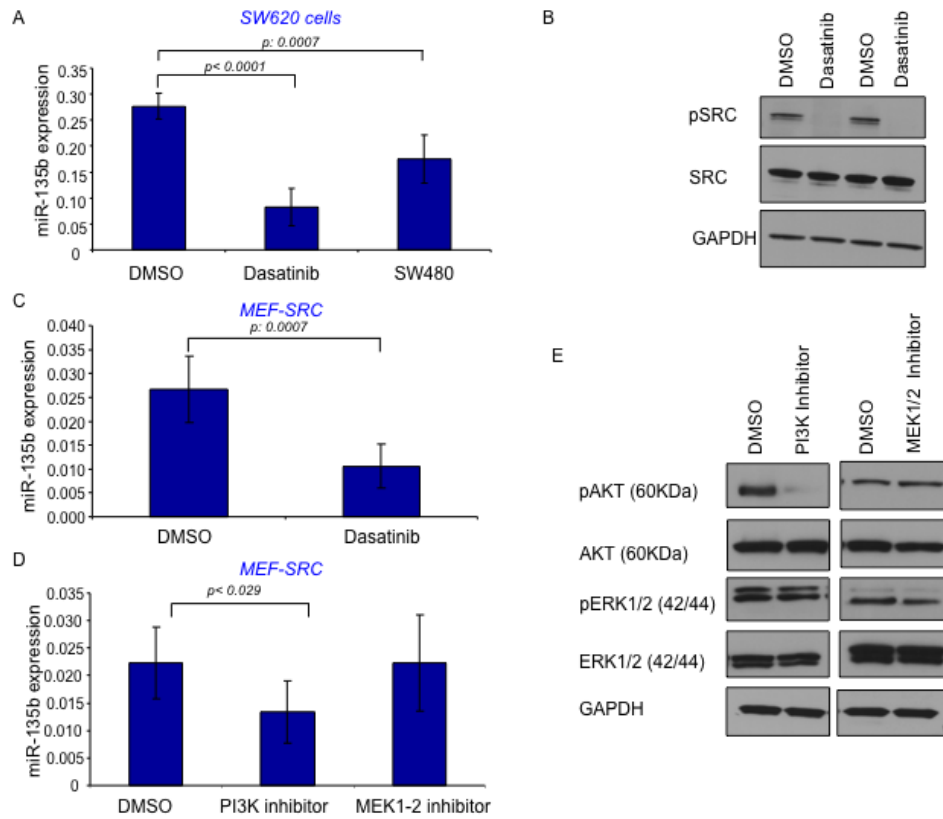 A
SW620 cells
p: 0.0007
p< 0.0001
miR-135b expression
0.35
0.30
0.25
0.20
0.15
0.10
0.05
0
DMSO Dasatinib SW480
B
DMSO Dasatinib DMSO Dasatinib
pSRC
SRC
GAPDH
C
MEF-SRC
p: 0.0007
miR-135b expression
0.040
0.035
0.030
0.025
0.020
0.015
0.010
0.005
0.000
DMSO Dasatinib
D
MEF-SRC
p< 0.029
miR-135b expression
0.035
0.030
0.025
0.020
0.015
0.010
0.005
0
DMSO PI3K inhibitor MEK1-2 inhibitor
E
DMSO PI3K Inhibitor DMSO MEK1/2 Inhibitor
pAKT (60KDa)
AKT (60KDa)
pERK1/2 (42/44)
ERK1/2 (42/44)
GAPDH